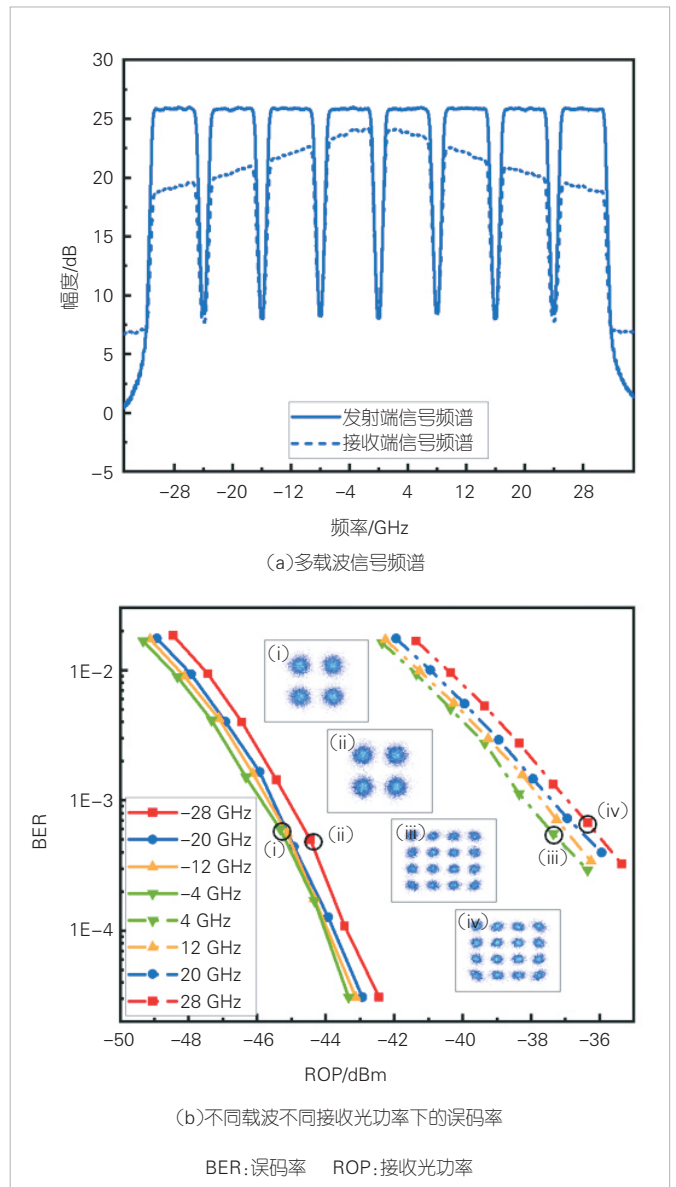 30
25
20
15
10
5
0
−5
幅度/dB
发射端信号频谱
接收端信号频谱
−28 −20 −12 −4 4 12 20 28
频率/GHz
(a)多载波信号频谱
1E−2
1E−3
1E−4
BER
(i)
(ii)
(iii)
(iv)
(i)
(ii)
(iii)
(iv)
−28 GHz
−20 GHz
−12 GHz
−4 GHz
4 GHz
12 GHz
20 GHz
28 GHz
−50 −48 −46 −44 −42 −40 −38 −36
ROP/dBm
(b)不同载波不同接收光功率下的误码率
BER:误码率 ROP:接收光功率